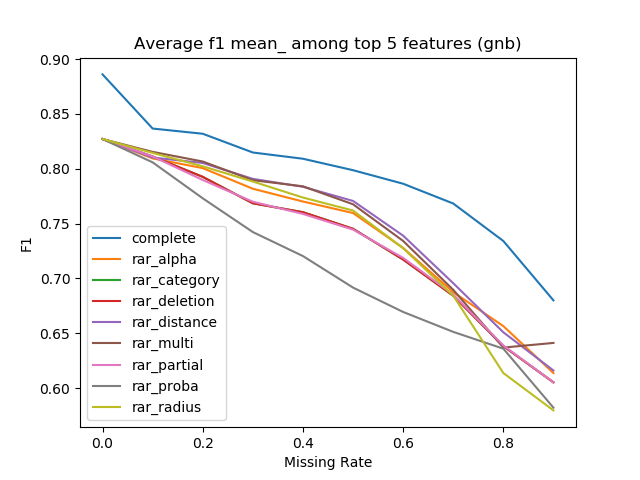 Average f1 mean_ among top 5 features (gnb)
F1
0.90
0.85
0.80
0.75
0.70
0.65
0.60
complete
rar_alpha
rar_category
rar_deletion
rar_distance
rar_multi
rar_partial
rar_proba
rar_radius
0.0 0.2 0.4 0.6 0.8
Missing Rate